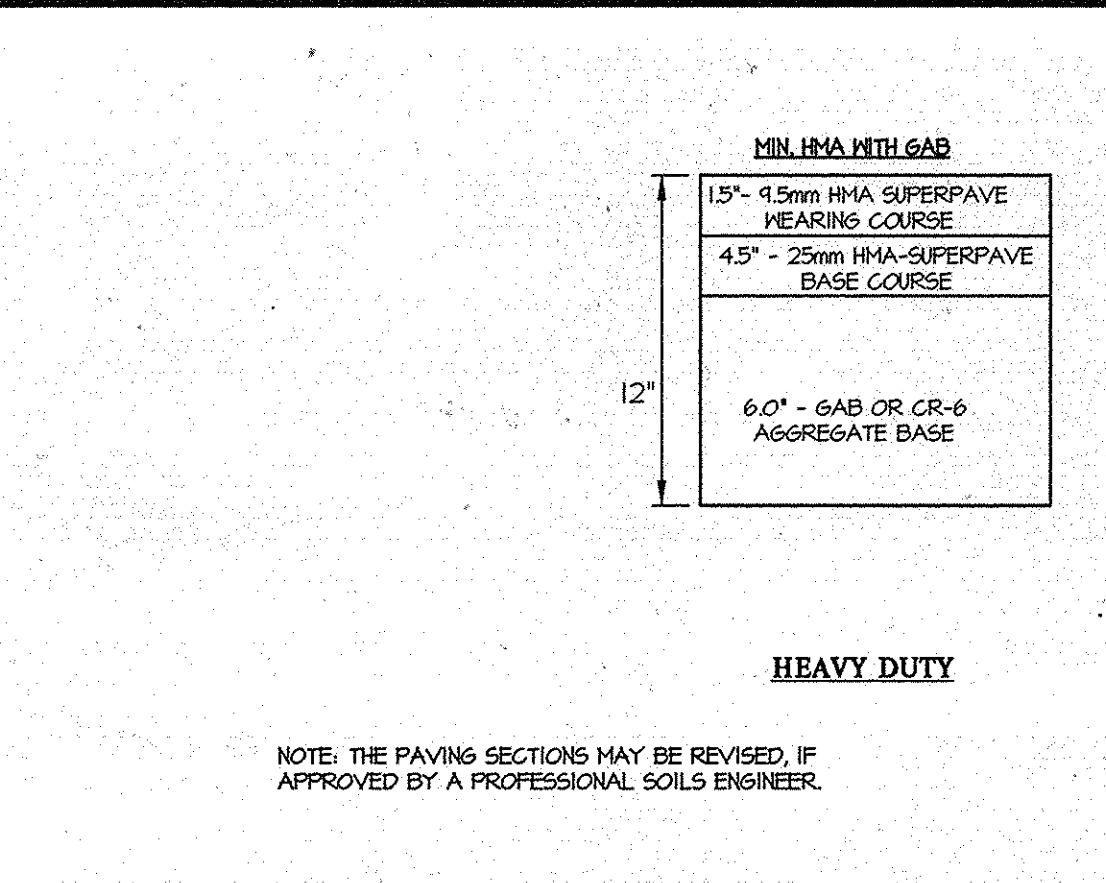 MIN. HMA WITH GAB
1.5"- 9.5mm HMA SUPERPAVE
WEARING COURSE
4.5" - 25mm HMA-SUPERPAVE
BASE COURSE
12"
6.0" - GAB OR CR-6
AGGREGATE BASE
HEAVY DUTY
NOTE: THE PAVING SECTIONS MAY BE REVISED, IF
APPROVED BY A PROFESSIONAL SOILS ENGINEER.